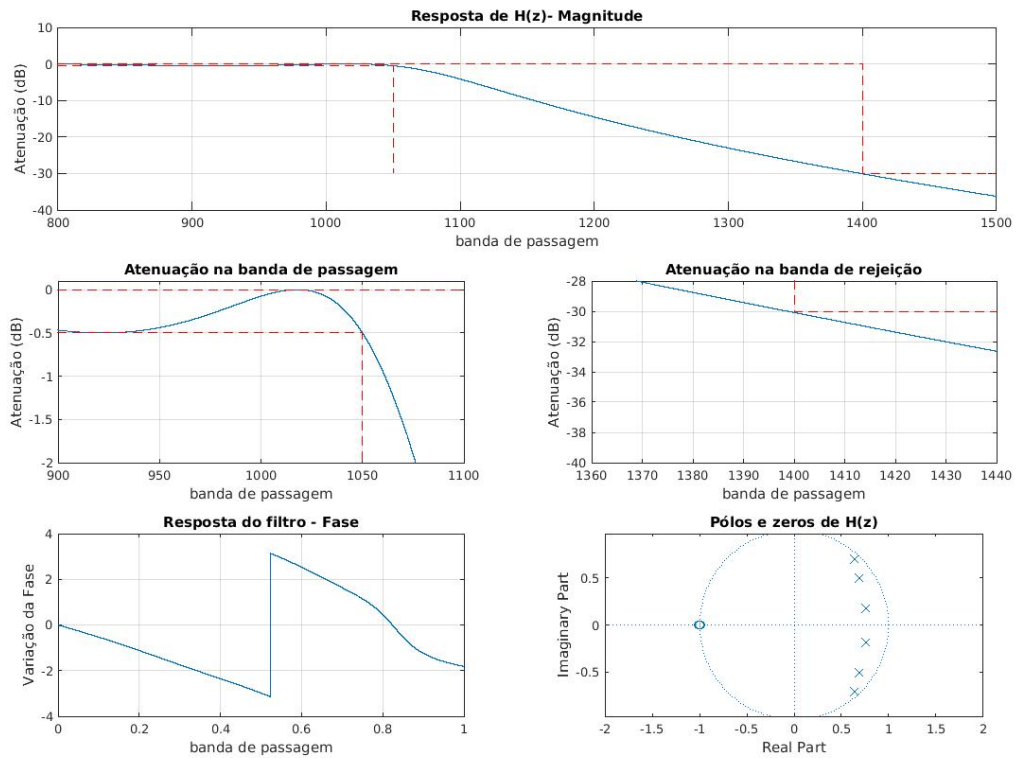 Resposta de H(z)- Magnitude
10
0
-10
-20
-30
-40
Atenuação (dB)
800 900 1000 1100 1200 1300 1400 1500
banda de passagem
Atenuação na banda de passagem
0
-0.5
-1
-1.5
-2
Atenuação (dB)
900 950 1000 1050 1100
banda de passagem
Atenuação na banda de rejeição
-28
-30
-32
-34
-36
-38
-40
Atenuação (dB)
1360 1370 1380 1390 1400 1410 1420 1430 1440
banda de passagem
Resposta do filtro - Fase
4
2
0
-2
-4
Variação da Fase
0 0.2 0.4 0.6 0.8 1
banda de passagem
Pólos e zeros de H(z)
0.5
0
-0.5
Imaginary Part
-2 -1.5 -1 -0.5 0 0.5 1 1.5 2
Real Part